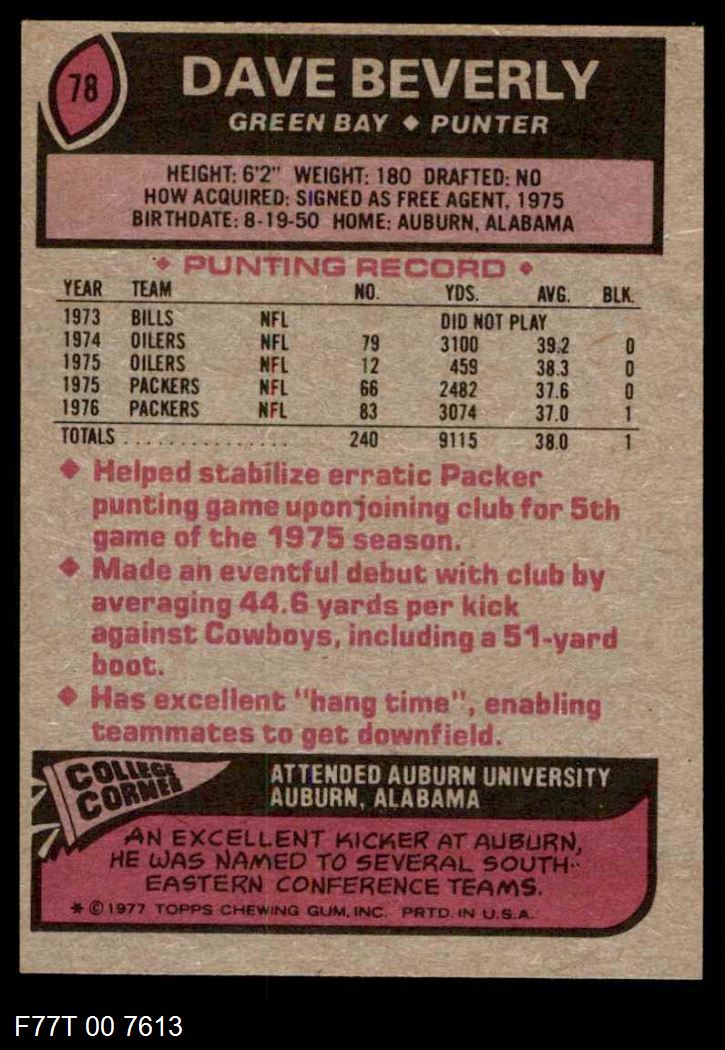 78
DAVE BEVERLY
GREEN BAY ◆ PUNTER
HEIGHT: 6'2" WEIGHT: 180 DRAFTED: NO
HOW ACQUIRED: SIGNED AS FREE AGENT, 1975
BIRTHDATE: 8-19-50 HOME: AUBURN, ALABAMA
◆ PUNTING RECORD ◆
YEAR TEAM NO. YDS. AVG. BLK.
1973 BILLS NFL DID NOT PLAY
1974 OILERS NFL 79 3100 39.2 0
1975 OILERS NFL 12 459 38.3 0
1975 PACKERS NFL 66 2482 37.6 0
1976 PACKERS NFL 83 3074 37.0 1
TOTALS ............... 240 9115 38.0 1
◆ Helped stabilize erratic Packer
punting game upon joining club for 5th
game of the 1975 season.
◆ Made an eventful debut with club by
averaging 44.6 yards per kick
against Cowboys, including a 51-yard
boot.
◆ Has excellent "hang time", enabling
teammates to get downfield.
COLLEGE
CORNER
ATTENDED AUBURN UNIVERSITY
AUBURN, ALABAMA
AN EXCELLENT KICKER AT AUBURN,
HE WAS NAMED TO SEVERAL SOUTH-
EASTERN CONFERENCE TEAMS.
* © 1977 TOPPS CHEWING GUM, INC. PRTD. IN U.S.A.
F77T 00 7613